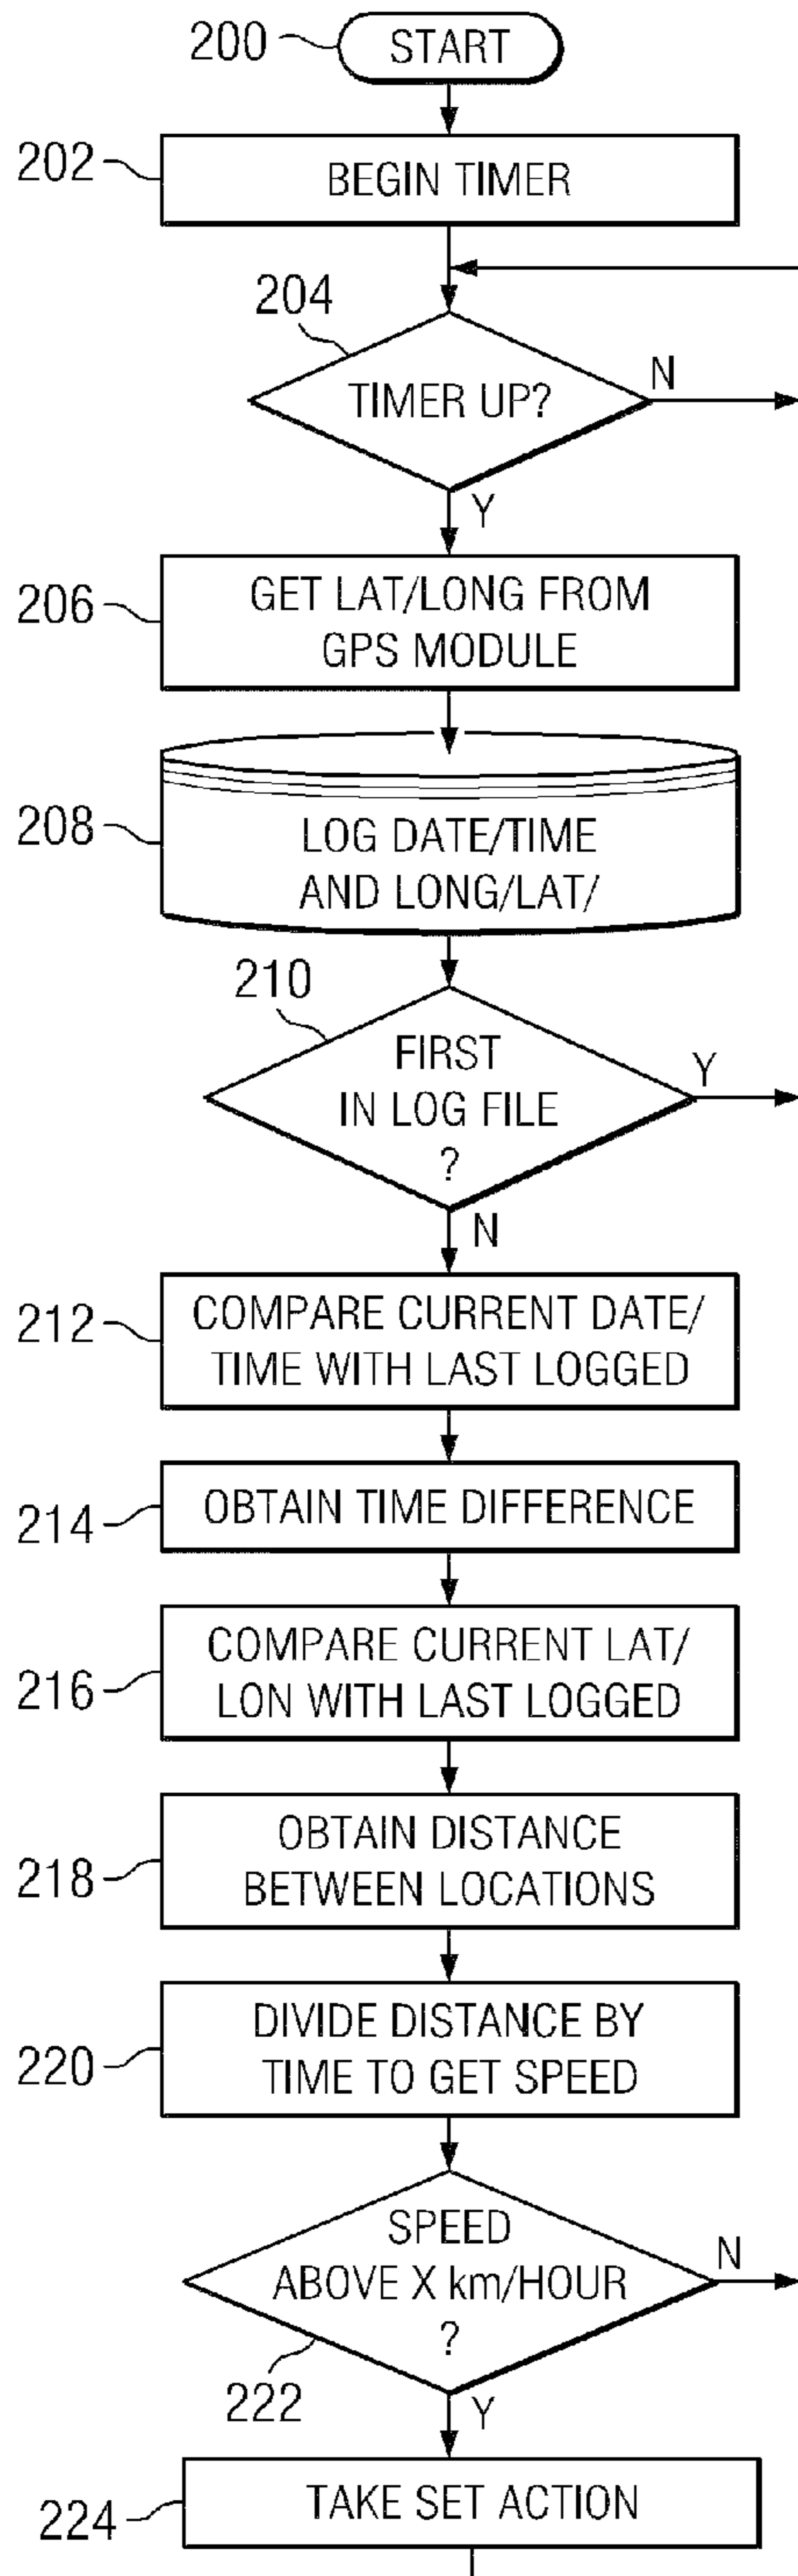 200
START
202
BEGIN TIMER
204
TIMER UP?
N
Y
206
GET LAT/LONG FROM
GPS MODULE
208
LOG DATE/TIME
AND LONG/LAT/
210
FIRST
IN LOG FILE
?
Y
N
212
COMPARE CURRENT DATE/
TIME WITH LAST LOGGED
214
OBTAIN TIME DIFFERENCE
216
COMPARE CURRENT LAT/
LON WITH LAST LOGGED
218
OBTAIN DISTANCE
BETWEEN LOCATIONS
220
DIVIDE DISTANCE BY
TIME TO GET SPEED
SPEED
ABOVE X km/HOUR
?
N
222
Y
224
TAKE SET ACTION